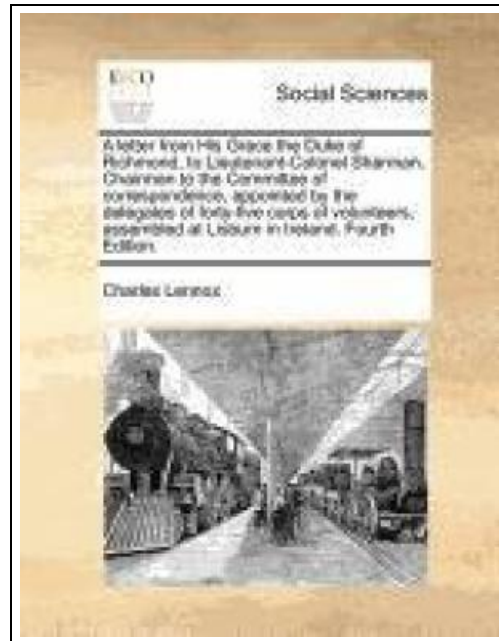 ECCO
Social Sciences
A letter from His Grace the Duke of
Richmond, to Lieutenant-Colonel Sharman,
Chairman to the Committee of
correspondence, appointed by the
delegates of forty-five corps of volunteers,
assembled at Lisburn in Ireland. Fourth
Edition.
Charles Lennox